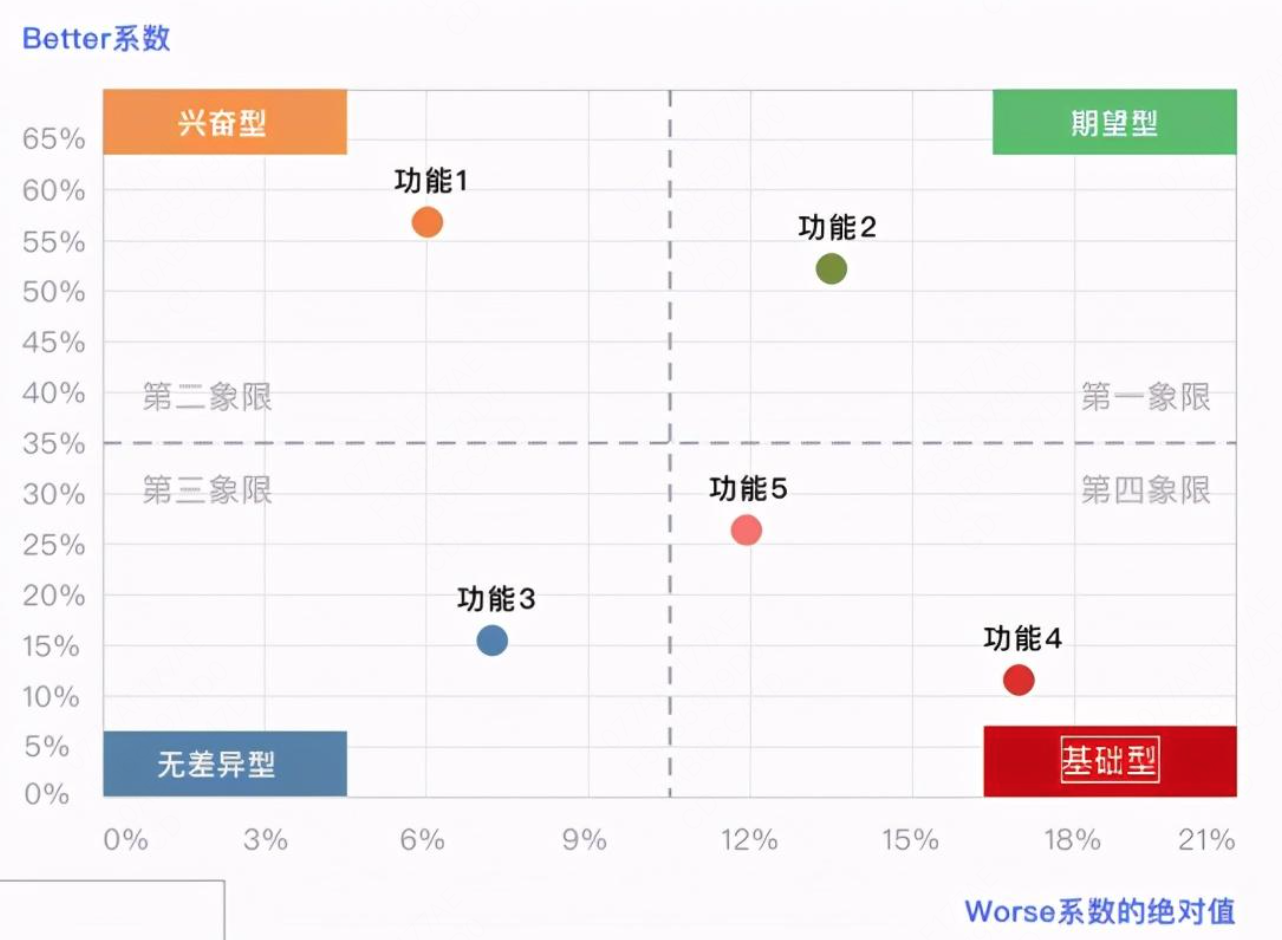 Better系数
兴奋型
期望型
65%
功能1
60%
功能2
55%
50%
45%
40%
第二象限
第一象限
35%
第三象限
30%
功能5
第四象限
25%
20%
功能3
15%
功能4
10%
5%
无差异型
基础型
0%
0% 3% 6% 9% 12% 15% 18% 21%
Worse系数的绝对值